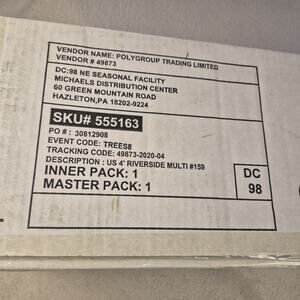 VENDOR NAME: POLYGROUP TRADING LIMITED
VENDOR # 49873
DC:98 NE SEASONAL FACILITY
MICHAELS DISTRIBUTION CENTER
60 GREEN MOUNTAIN ROAD
HAZLETON,PA 18202-9224
SKU# 555163
PO # : 30812908
EVENT CODE: TREES8
TRACKING CODE: 49873-2020-04
DESCRIPTION : US 4' RIVERSIDE MULTI #159
INNER PACK: 1
MASTER PACK: 1
DC
98